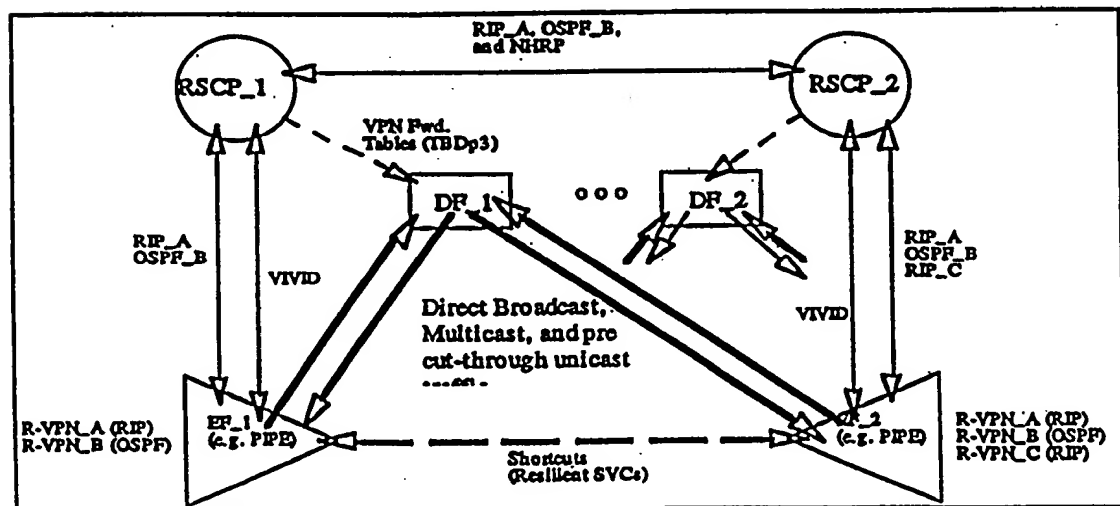 RIP_A, OSPF_B,
and NHRP
RSCP_1
RSCP_2
VPN Fwd.
Tables (TBDp3)
DF_1
DF_2
RIP_A
OSPF_B
VIVID
RIP_A
OSPF_B
RIP_C
VIVID
Direct Broadcast,
Multicast, and pre
cut-through unicast
R-VPN_A (RIP)
R-VPN_B (OSPF)
EF_1
(e.g. PIPE)
_2
(e.g. PIPE)
R-VPN_A (RIP)
R-VPN_B (OSPF)
R-VPN_C (RIP)
Shortcuts
(Resilient SVCs)